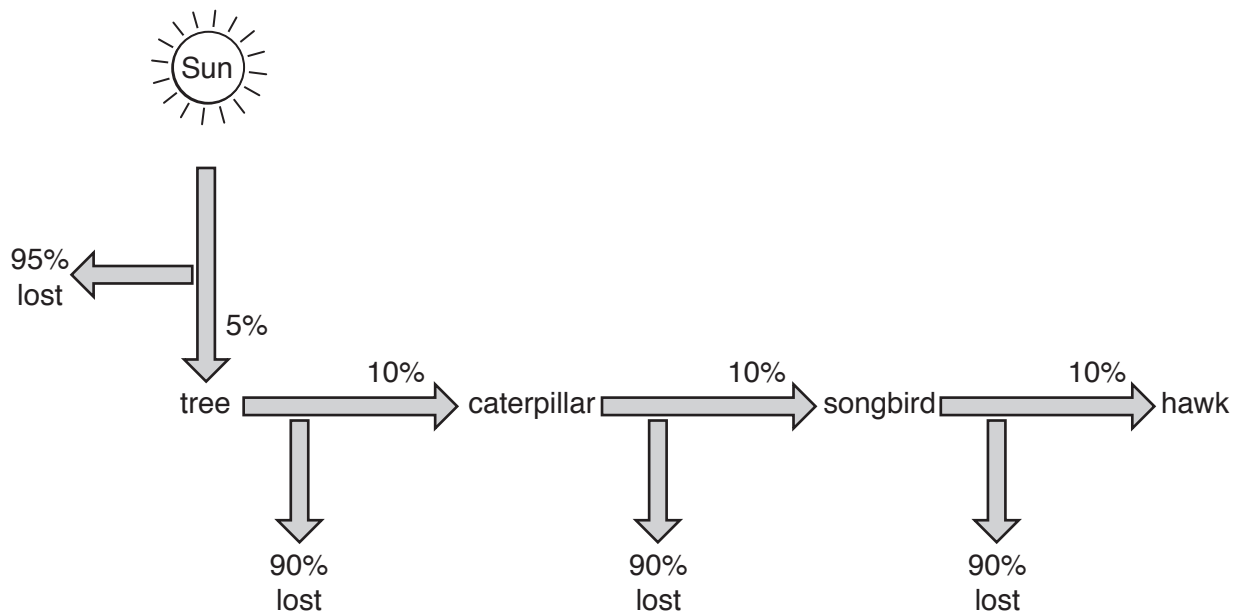 Sun
95%
lost
5%
10%
10%
10%
tree
caterpillar
songbird
hawk
90%
lost
90%
lost
90%
lost